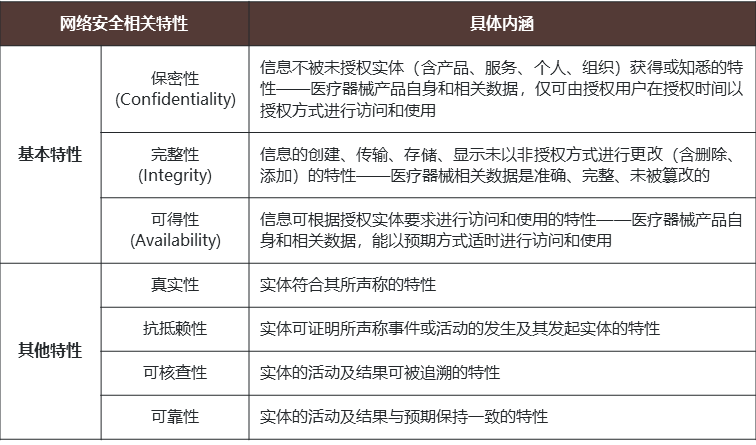 网络安全相关特性
具体内涵
基本特性
保密性
(Confidentiality)
信息不被未授权实体（含产品、服务、个人、组织）获得或知悉的特
性——医疗器械产品自身和相关数据，仅可由授权用户在授权时间以
授权方式进行访问和使用
完整性
(Integrity)
信息的创建、传输、存储、显示未以非授权方式进行更改（含删除、
添加）的特性——医疗器械相关数据是准确、完整、未被篡改的
可得性
(Availability)
信息可根据授权实体要求进行访问和使用的特性——医疗器械产品自
身和相关数据，能以预期方式适时进行访问和使用
其他特性
真实性
实体符合其所声称的特性
抗抵赖性
实体可证明所声称事件或活动的发生及其发起实体的特性
可核查性
实体的活动及结果可被追溯的特性
可靠性
实体的活动及结果与预期保持一致的特性